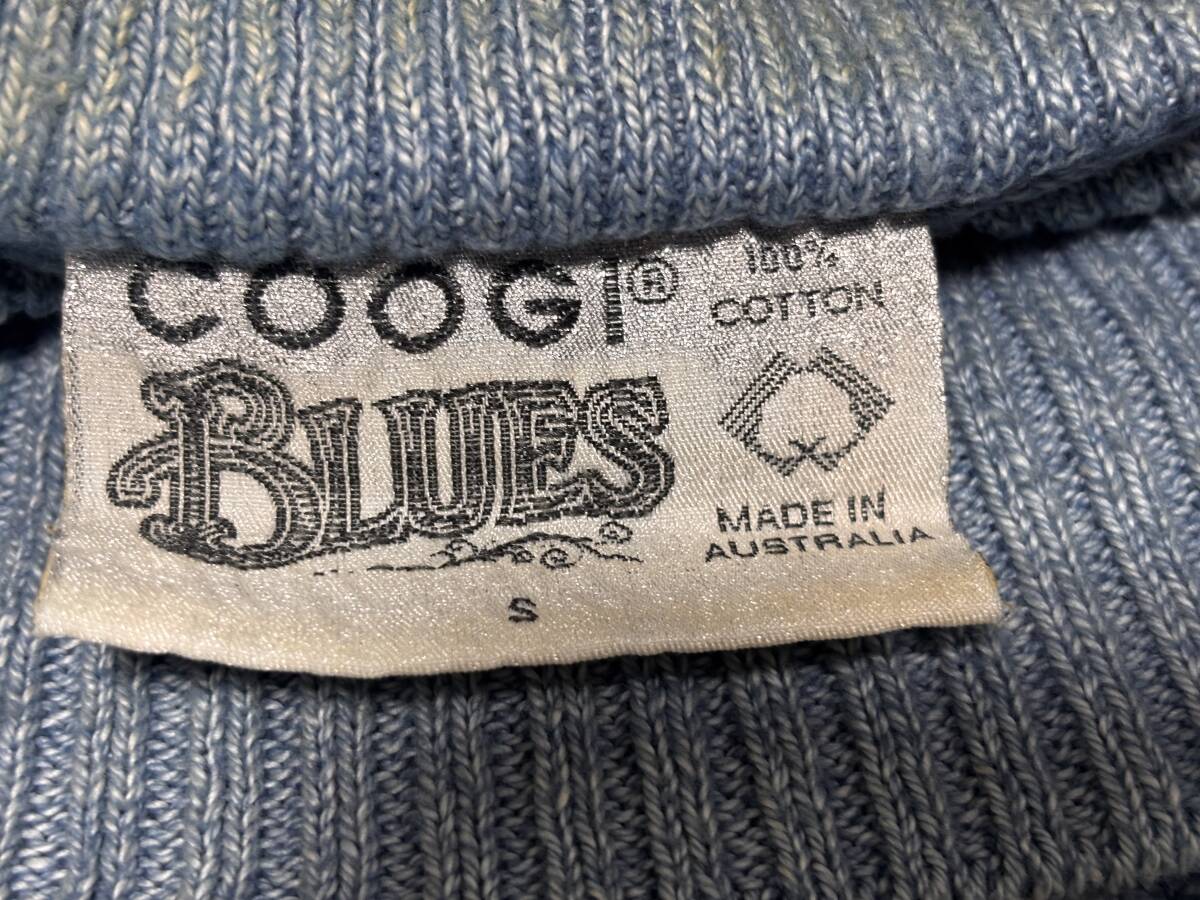 COOGI®
BLUES
S
100%
COTTON
MADE IN
AUSTRALIA